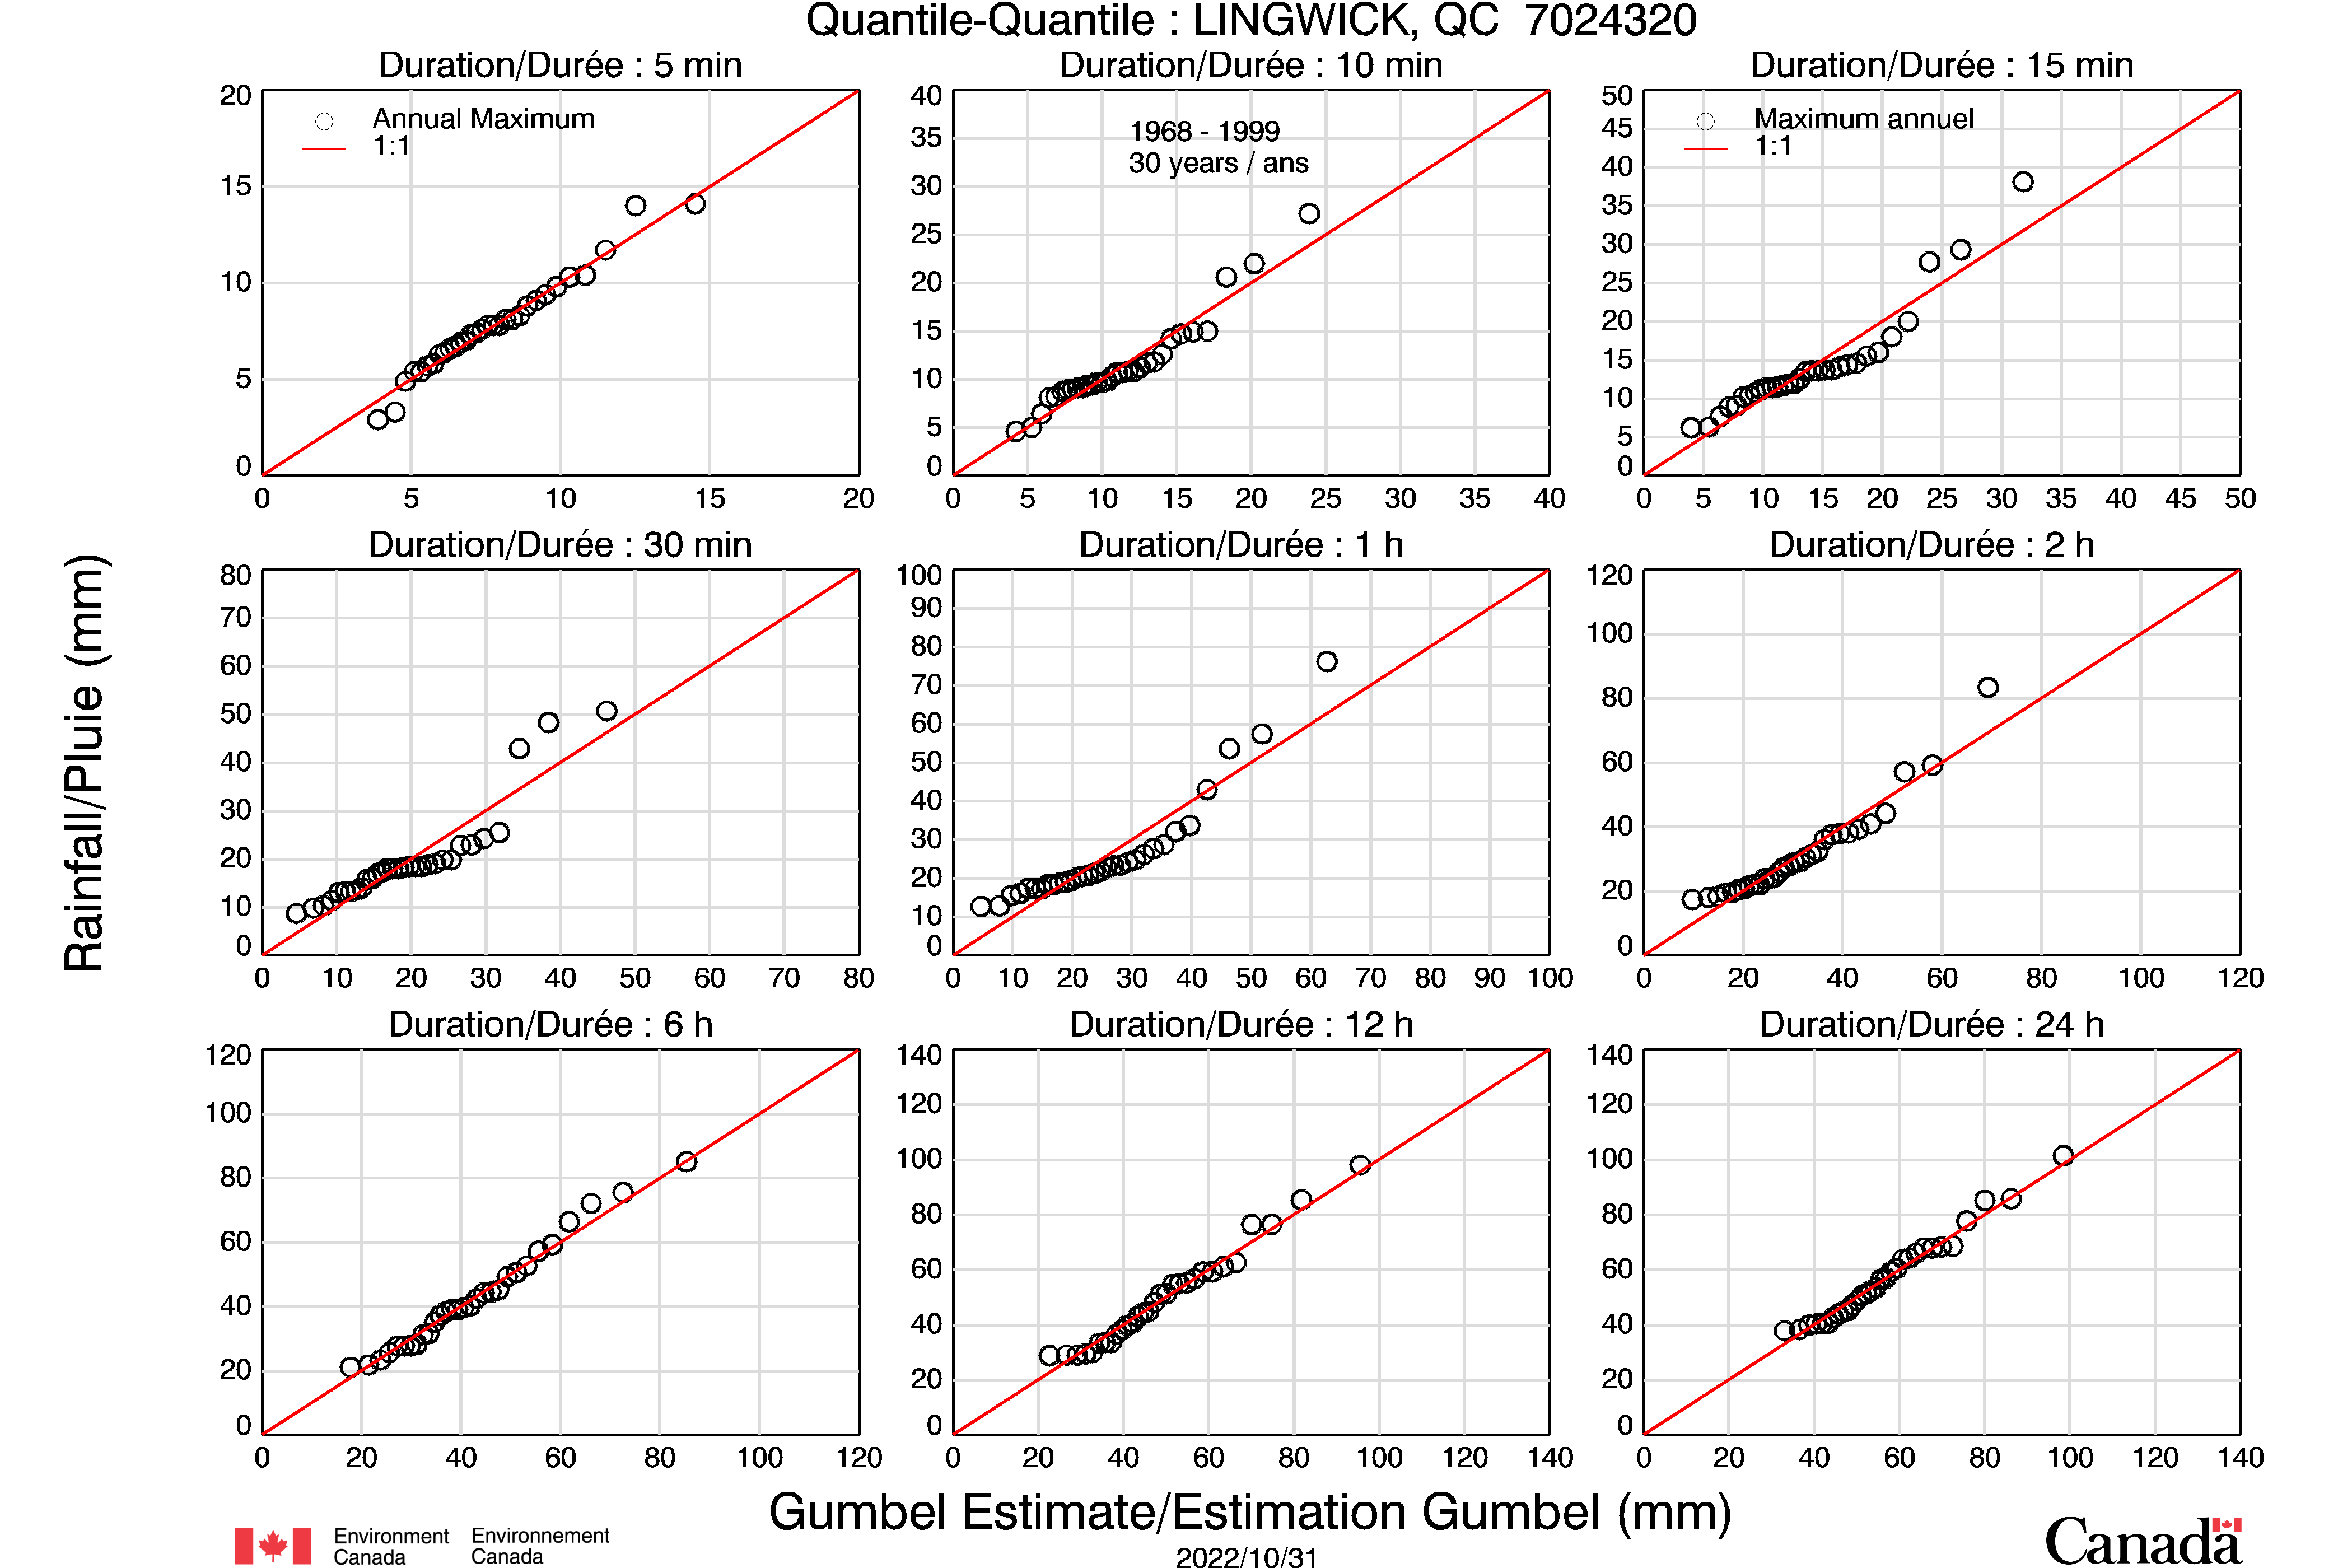 Quantile-Quantile : LINGWICK, QC 7024320
Duration/Durée : 5 min
20
15
10
5
0
0 5 10 15 20
Annual Maximum
1:1
Duration/Durée : 10 min
40
35
30
25
20
15
10
5
0
0 5 10 15 20 25 30 35 40
1968 - 1999
30 years / ans
Duration/Durée : 15 min
50
45
40
35
30
25
20
15
10
5
0
0 5 10 15 20 25 30 35 40 45 50
Maximum annuel
1:1
Rainfall/Pluie (mm)
Duration/Durée : 30 min
80
70
60
50
40
30
20
10
0
0 10 20 30 40 50 60 70 80
Duration/Durée : 1 h
100
90
80
70
60
50
40
30
20
10
0
0 10 20 30 40 50 60 70 80 90 100
Duration/Durée : 2 h
120
100
80
60
40
20
0
0 20 40 60 80 100 120
Duration/Durée : 6 h
120
100
80
60
40
20
0
0 20 40 60 80 100 120
Duration/Durée : 12 h
140
120
100
80
60
40
20
0
0 20 40 60 80 100 120 140
Duration/Durée : 24 h
140
120
100
80
60
40
20
0
0 20 40 60 80 100 120 140
Gumbel Estimate/Estimation Gumbel (mm)
Environment Canada
Environnement Canada
2022/10/31
Canada